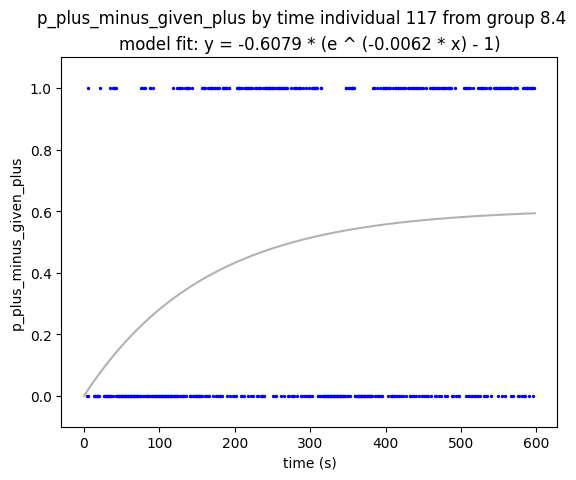 p_plus_minus_given_plus by time individual 117 from group 8.4
model fit: y = -0.6079 * (e ^ (-0.0062 * x) - 1)
1.0
0.8
0.6
0.4
0.2
0.0
p_plus_minus_given_plus
0 100 200 300 400 500 600
time (s)